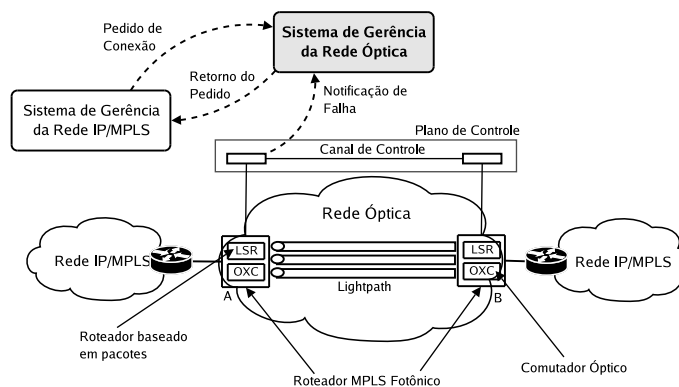 Pedido de
Conexão
Sistema de Gerência
da Rede Óptica
Retorno do
Pedido
Notificação de
Falha
Sistema de Gerência
da Rede IP/MPLS
Plano de Controle
Canal de Controle
Rede Óptica
Rede IP/MPLS
LSR
OXC
A
Lightpath
LSR
OXC
B
Rede IP/MPLS
Roteador baseado
em pacotes
Roteador MPLS Fotônico
Comutador Óptico